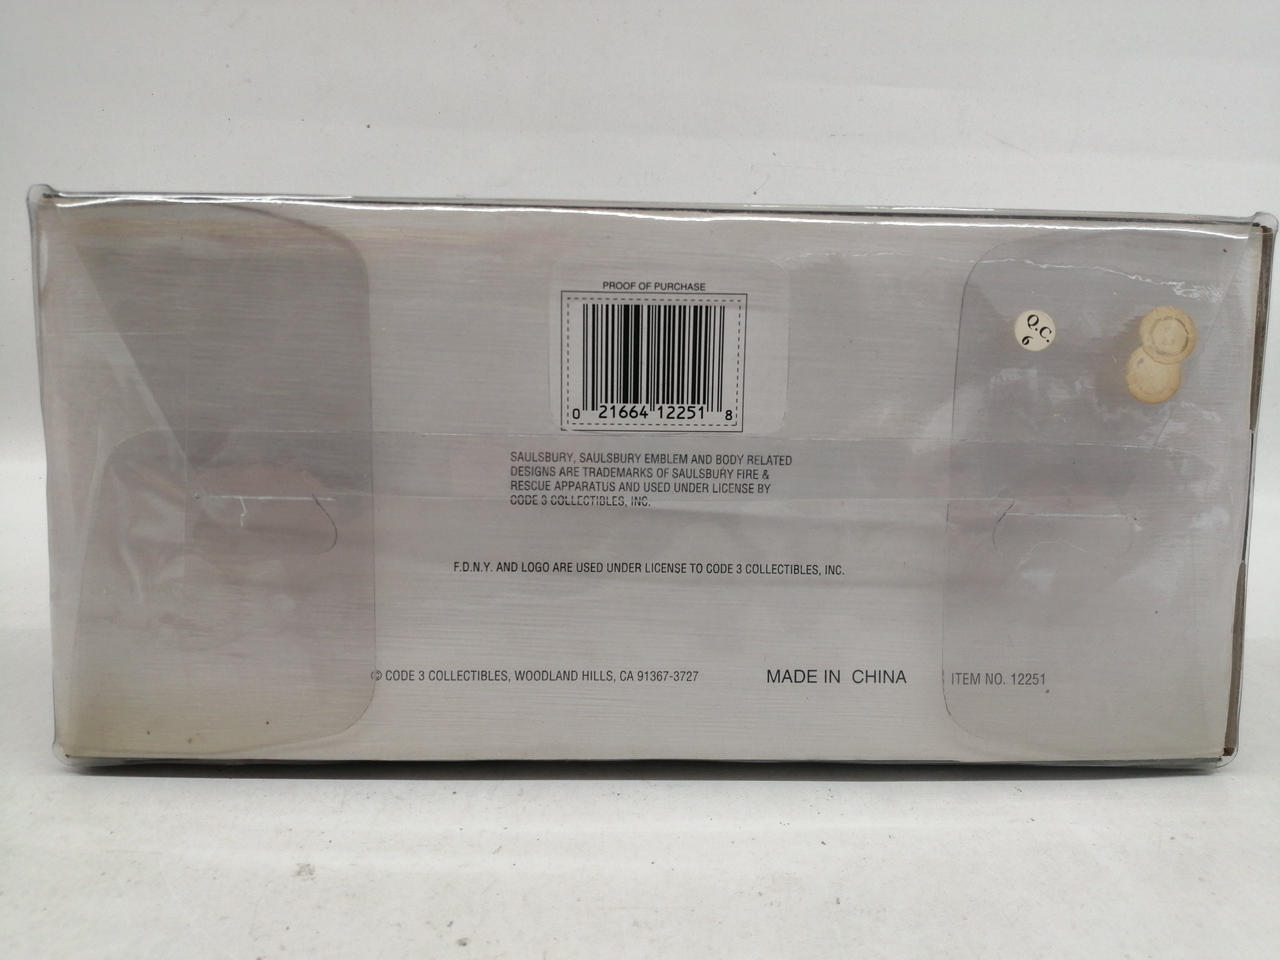 PROOF OF PURCHASE
0 21664 12251 8
Q.C.
6
SAULSBURY, SAULSBURY EMBLEM AND BODY RELATED
DESIGNS ARE TRADEMARKS OF SAULSBURY FIRE &
RESCUE APPARATUS AND USED UNDER LICENSE BY
CODE 3 COLLECTIBLES, INC.
F.D.N.Y. AND LOGO ARE USED UNDER LICENSE TO CODE 3 COLLECTIBLES, INC.
© CODE 3 COLLECTIBLES, WOODLAND HILLS, CA 91367-3727 MADE IN CHINA ITEM NO. 12251